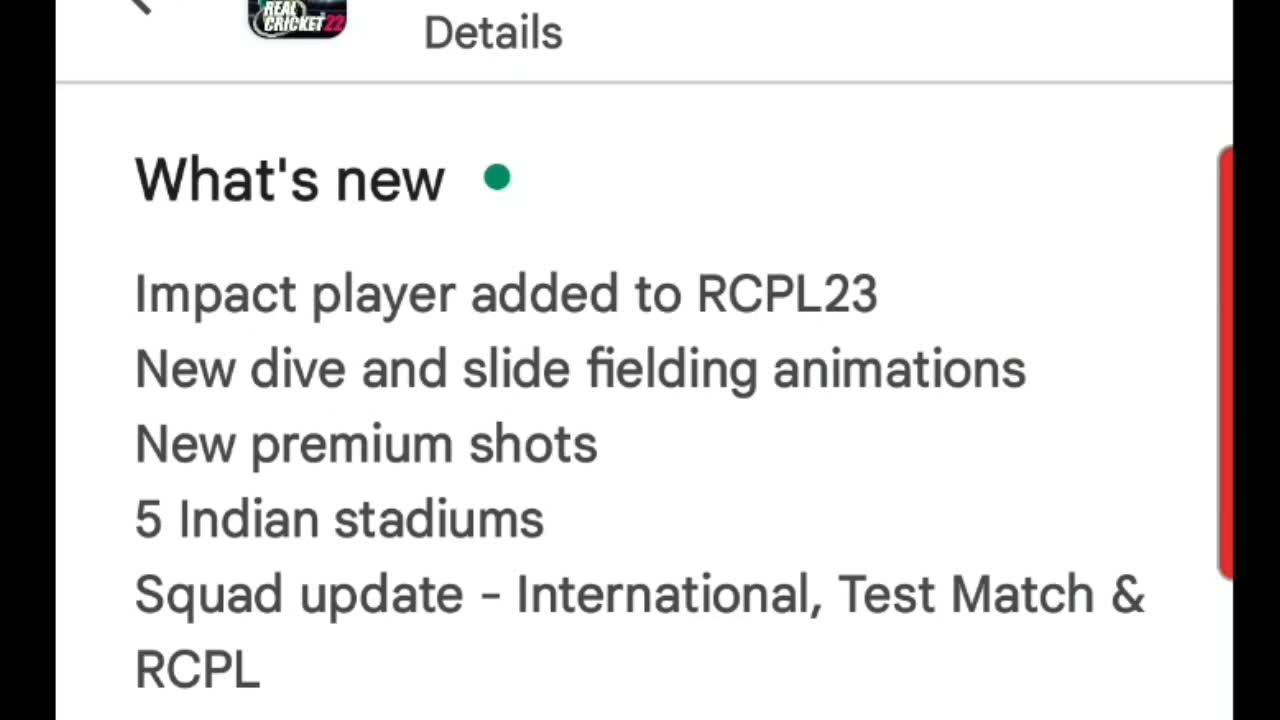 REAL
CRICKET 22
Details
What's new
Impact player added to RCPL23
New dive and slide fielding animations
New premium shots
5 Indian stadiums
Squad update - International, Test Match &
RCPL